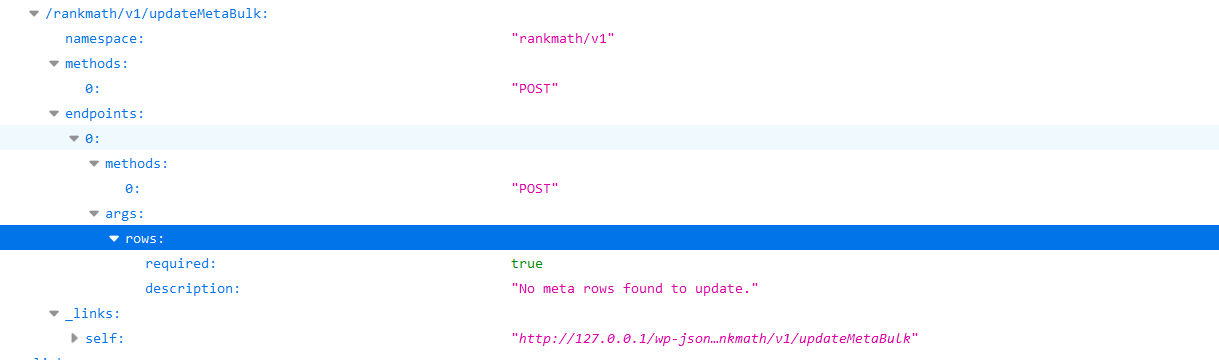 /rankmath/v1/updateMetaBulk:
namespace: "rankmath/v1"
methods:
0: "POST"
endpoints:
0:
methods:
0: "POST"
args:
rows:
required: true
description: "No meta rows found to update."
_links:
self: "http://127.0.0.1/wp-json…nkmath/v1/updateMetaBulk"